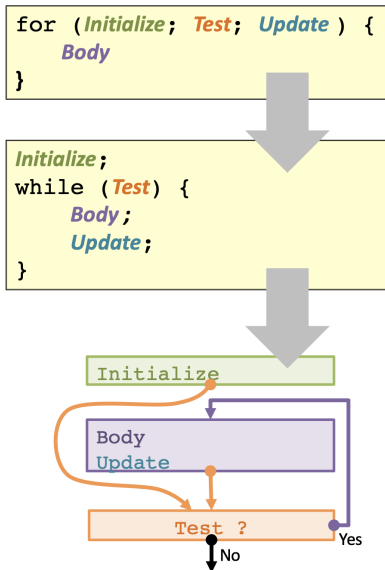 for (Initialize; Test; Update ) {
Body
}
Initialize;
while (Test) {
Body;
Update;
}
Initialize
Body
Update
Test ?
Yes
No